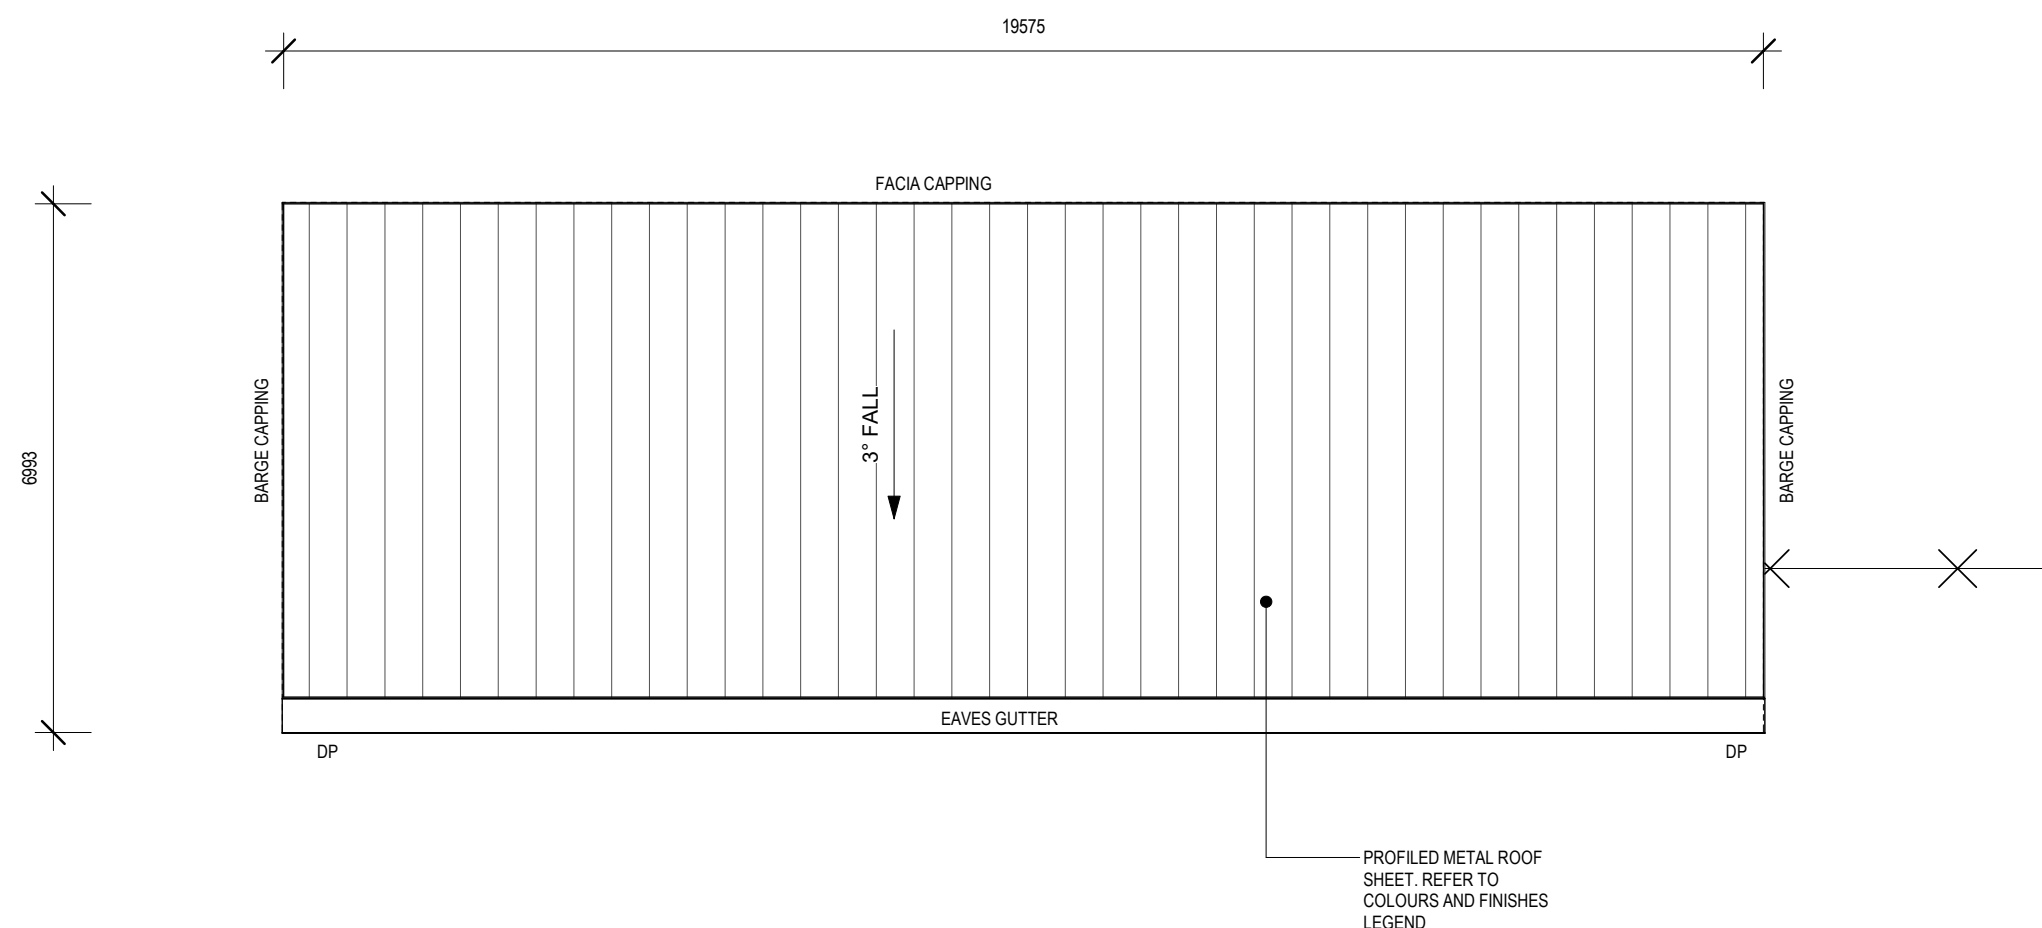 19575
FACIA CAPPING
BARGE CAPPING
3° FALL
BARGE CAPPING
6993
EAVES GUTTER
DP
DP
PROFILED METAL ROOF
SHEET. REFER TO
COLOURS AND FINISHES
LEGEND